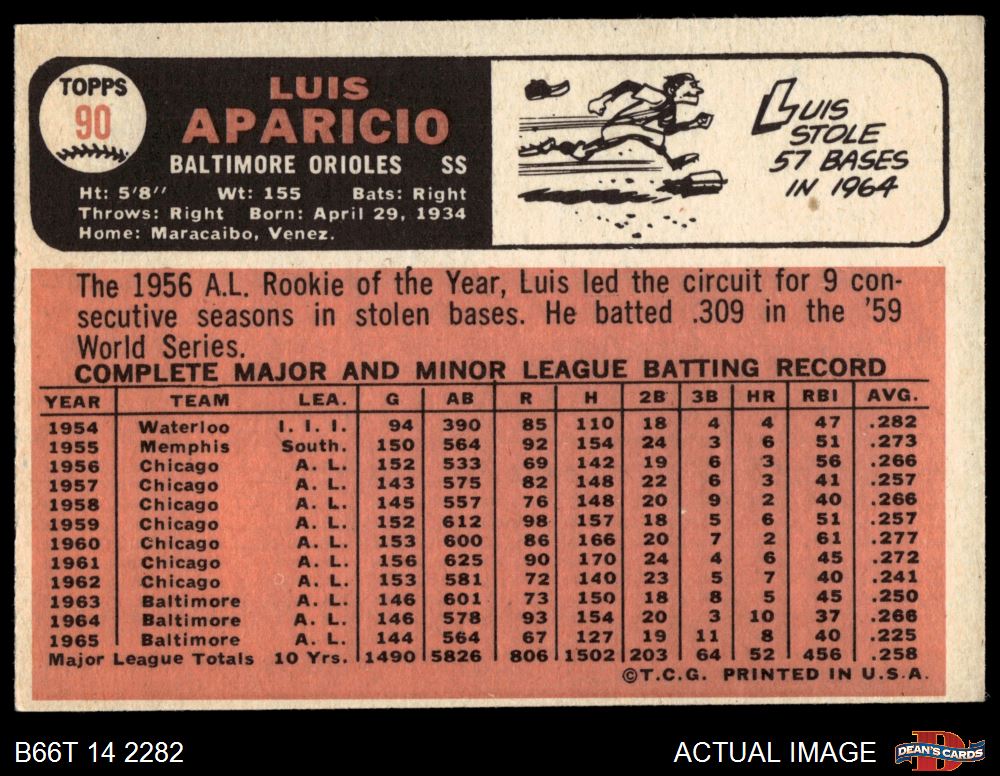 TOPPS
90
LUIS
APARICIO
BALTIMORE ORIOLES SS
Ht: 5'8'' Wt: 155 Bats: Right
Throws: Right Born: April 29, 1934
Home: Maracaibo, Venez.
LUIS
STOLE
57 BASES
IN 1964
The 1956 A.L. Rookie of the Year, Luis led the circuit for 9 con-
secutive seasons in stolen bases. He batted .309 in the '59
World Series.
COMPLETE MAJOR AND MINOR LEAGUE BATTING RECORD
YEAR TEAM LEA. G AB R H 2B 3B HR RBI AVG.
1954 Waterloo I. I. I. 94 390 85 110 18 4 4 47 .282
1955 Memphis South. 150 564 92 154 24 3 6 51 .273
1956 Chicago A. L. 152 533 69 142 19 6 3 56 .266
1957 Chicago A. L. 143 575 82 148 22 6 3 41 .257
1958 Chicago A. L. 145 557 76 148 20 9 2 40 .266
1959 Chicago A. L. 152 612 98 157 18 5 6 51 .257
1960 Chicago A. L. 153 600 86 166 20 7 2 61 .277
1961 Chicago A. L. 156 625 90 170 24 4 6 45 .272
1962 Chicago A. L. 153 581 72 140 23 5 7 40 .241
1963 Baltimore A. L. 146 601 73 150 18 8 5 45 .250
1964 Baltimore A. L. 146 578 93 154 20 3 10 37 .266
1965 Baltimore A. L. 144 564 67 127 19 11 8 40 .225
Major League Totals 10 Yrs. 1490 5826 806 1502 203 64 52 456 .258
©T.C.G. PRINTED IN U.S.A.
B66T 14 2282
ACTUAL IMAGE
DEAN'S CARDS